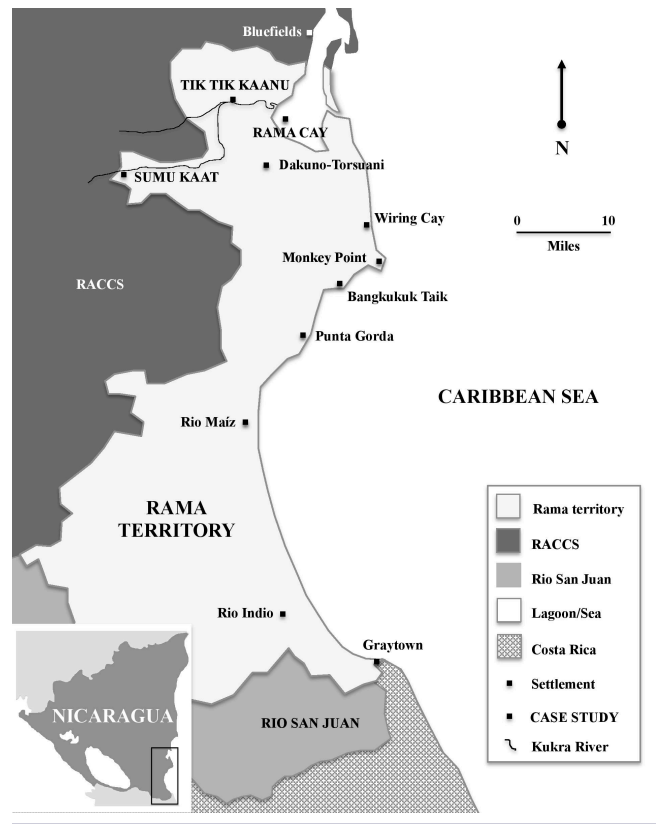 Bluefields
TIK TIK KAANU
RAMA CAY
Dakuno-Torsuani
SUMU KAAT
Wiring Cay
Monkey Point
Bangkukuk Taik
RACCS
Punta Gorda
Rio Maíz
RAMA
TERRITORY
Rio Indio
Graytown
RIO SAN JUAN
NICARAGUA
N
0 10
Miles
CARIBBEAN SEA
Rama territory
RACCS
Rio San Juan
Lagoon/Sea
Costa Rica
Settlement
CASE STUDY
Kukra River